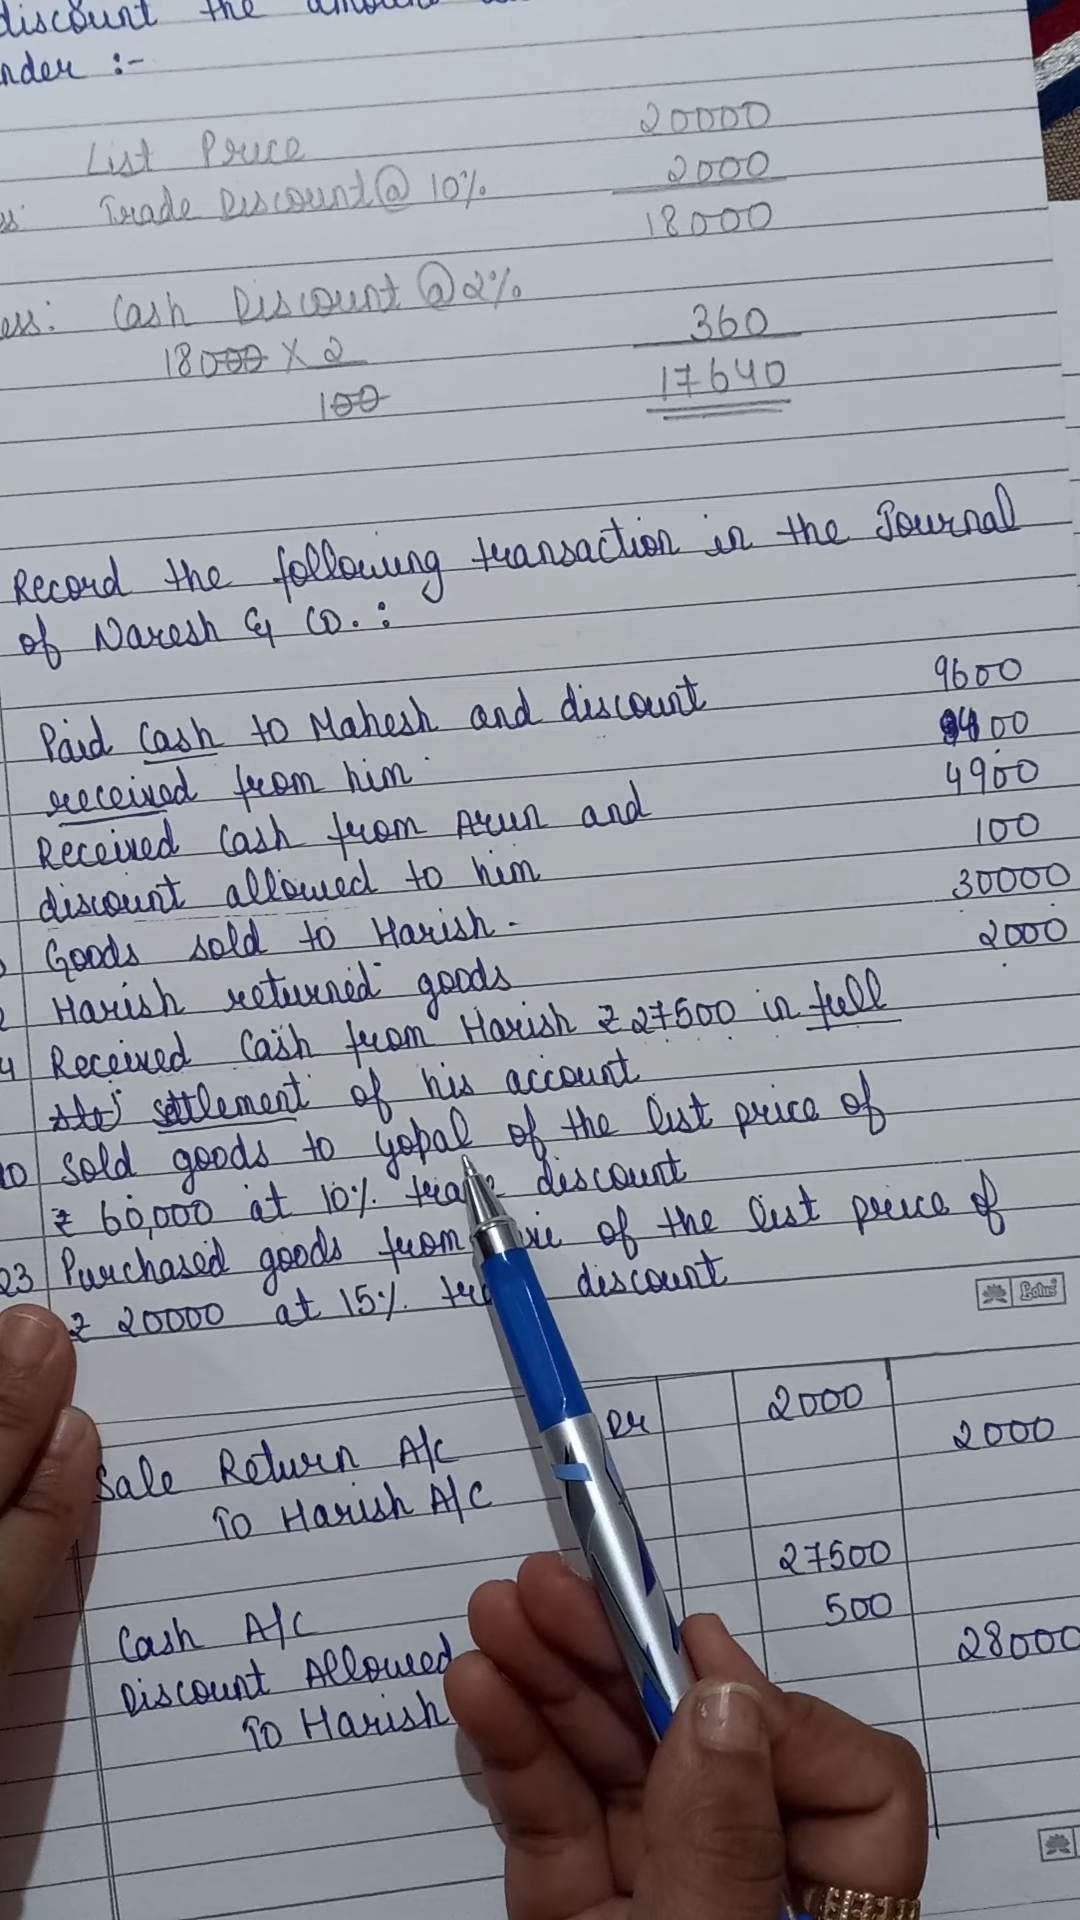 discount the amount
nder :-
List Price 20000
ss: Trade Discount @ 10% 2000
18000
ess: Cash Discount @ 2%
18000 × 2 360
100 17640
Record the following transaction in the Journal
of Naresh & Co. :
Paid Cash to Mahesh and discount 9600
received from him. 400
Received Cash from Arun and 4900
discount allowed to him 100
Goods sold to Harish. 30000
Harish returned goods 2000
4 Received Cash from Harish ₹ 27500 in full
settlement of his account
10 Sold goods to Gopal of the list price of
₹ 60,000 at 10% trade discount
23 Purchased goods from of the list price of
₹ 20000 at 15% discount
Lotus
Sale Return A/c Dr 2000
To Harish A/C 2000
Cash A/C 27500
Discount Allowed 500
To Harish 28000